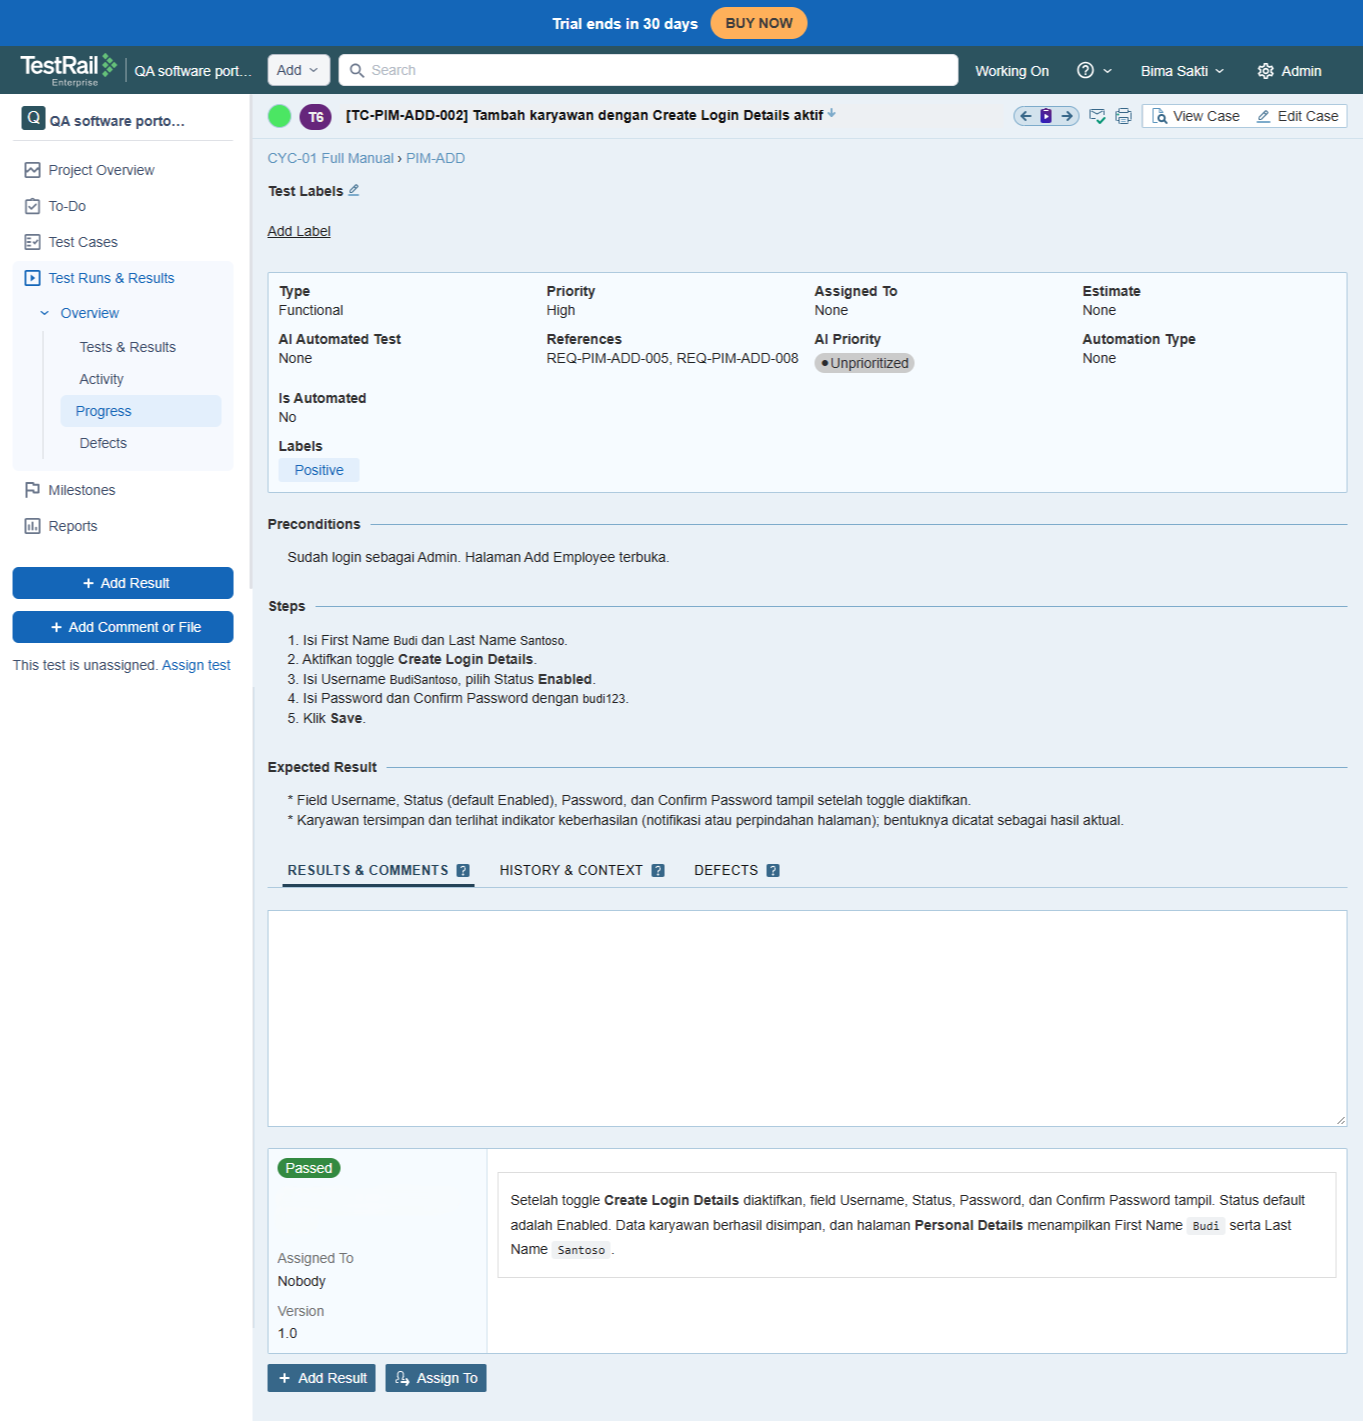 Trial ends in 30 days BUY NOW
TestRail Enterprise QA software port... Add Search Working On Bima Sakti Admin
Q QA software porto...
Project Overview
To-Do
Test Cases
Test Runs & Results
Overview
Tests & Results
Activity
Progress
Defects
Milestones
Reports
+ Add Result
+ Add Comment or File
This test is unassigned. Assign test
T6 [TC-PIM-ADD-002] Tambah karyawan dengan Create Login Details aktif View Case Edit Case
CYC-01 Full Manual › PIM-ADD
Test Labels
Add Label
Type Priority Assigned To Estimate
Functional High None None
AI Automated Test References AI Priority Automation Type
None REQ-PIM-ADD-005, REQ-PIM-ADD-008 Unprioritized None
Is Automated
No
Labels
Positive
Preconditions
Sudah login sebagai Admin. Halaman Add Employee terbuka.
Steps
1. Isi First Name Budi dan Last Name Santoso.
2. Aktifkan toggle Create Login Details.
3. Isi Username BudiSantoso, pilih Status Enabled.
4. Isi Password dan Confirm Password dengan budi123.
5. Klik Save.
Expected Result
* Field Username, Status (default Enabled), Password, dan Confirm Password tampil setelah toggle diaktifkan.
* Karyawan tersimpan dan terlihat indikator keberhasilan (notifikasi atau perpindahan halaman); bentuknya dicatat sebagai hasil aktual.
RESULTS & COMMENTS ? HISTORY & CONTEXT ? DEFECTS ?
Passed
Setelah toggle Create Login Details diaktifkan, field Username, Status, Password, dan Confirm Password tampil. Status default
adalah Enabled. Data karyawan berhasil disimpan, dan halaman Personal Details menampilkan First Name Budi serta Last
Name Santoso.
Assigned To
Nobody
Version
1.0
+ Add Result Assign To